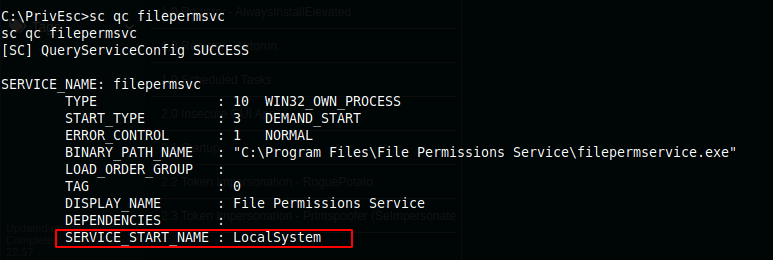 C:\PrivEsc>sc qc filepermsvc
sc qc filepermsvc
[SC] QueryServiceConfig SUCCESS
SERVICE_NAME: filepermsvc
TYPE : 10 WIN32_OWN_PROCESS
START_TYPE : 3 DEMAND_START
ERROR_CONTROL : 1 NORMAL
BINARY_PATH_NAME : "C:\Program Files\File Permissions Service\filepermservice.exe"
LOAD_ORDER_GROUP :
TAG : 0
DISPLAY_NAME : File Permissions Service
DEPENDENCIES :
SERVICE_START_NAME : LocalSystem